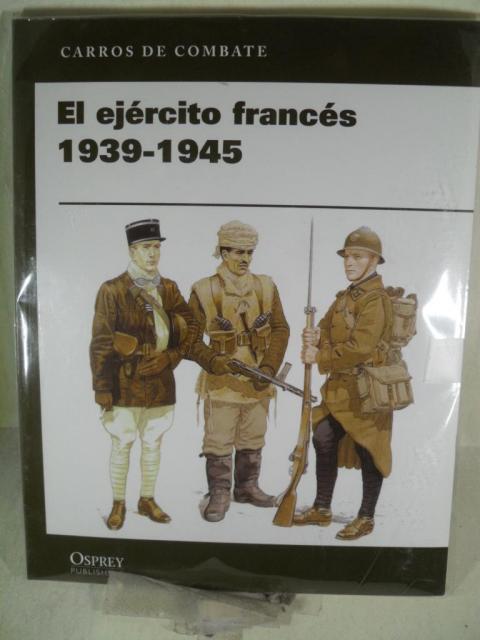 CARROS DE COMBATE
El ejército francés
1939-1945
OSPREY